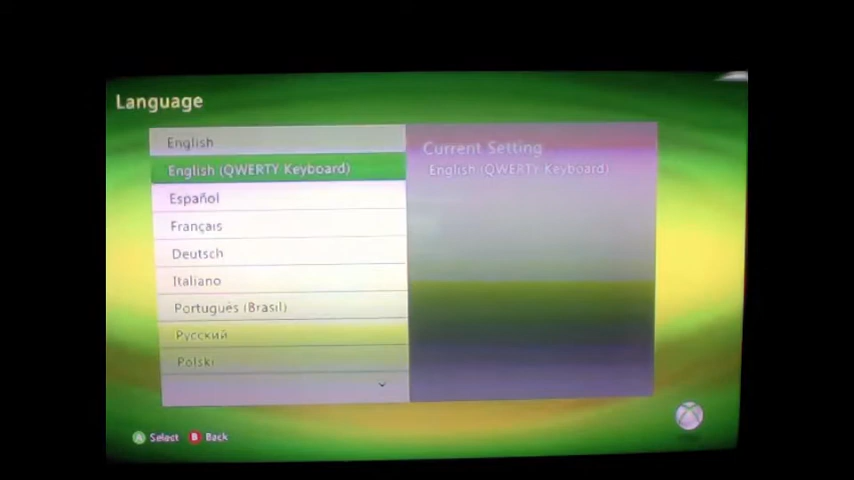 Language
English
English (QWERTY Keyboard)
Español
Français
Deutsch
Italiano
Português (Brasil)
Русский
Polski
Current Setting
English (QWERTY Keyboard)
A Select B Back